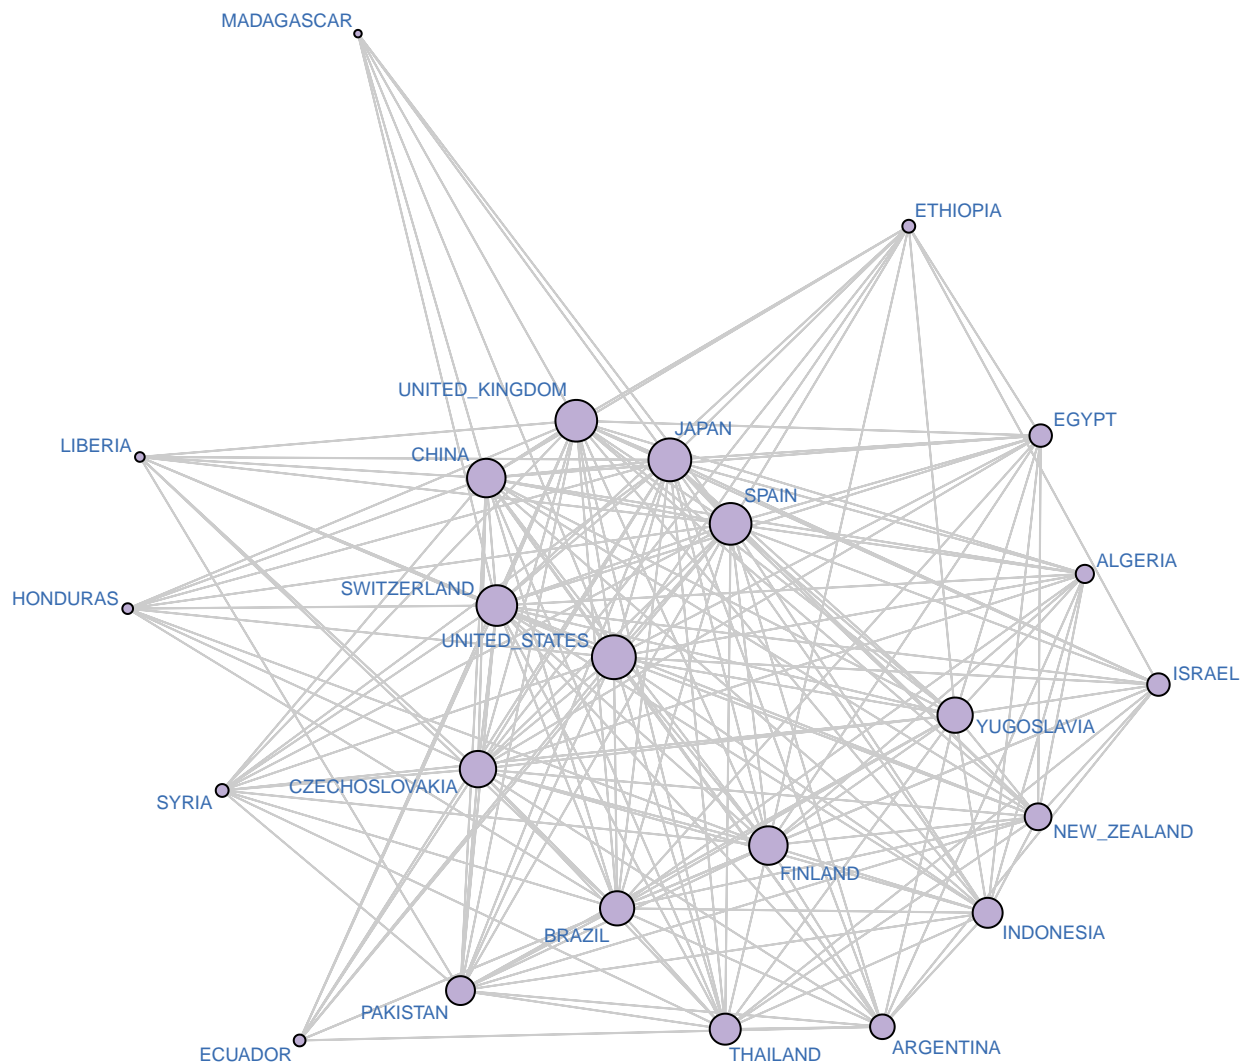 MADAGASCAR
ETHIOPIA
UNITED_KINGDOM
EGYPT
JAPAN
LIBERIA
CHINA
SPAIN
ALGERIA
SWITZERLAND
HONDURAS
UNITED_STATES
ISRAEL
YUGOSLAVIA
CZECHOSLOVAKIA
SYRIA
NEW_ZEALAND
FINLAND
INDONESIA
BRAZIL
PAKISTAN
ARGENTINA
ECUADOR
THAILAND